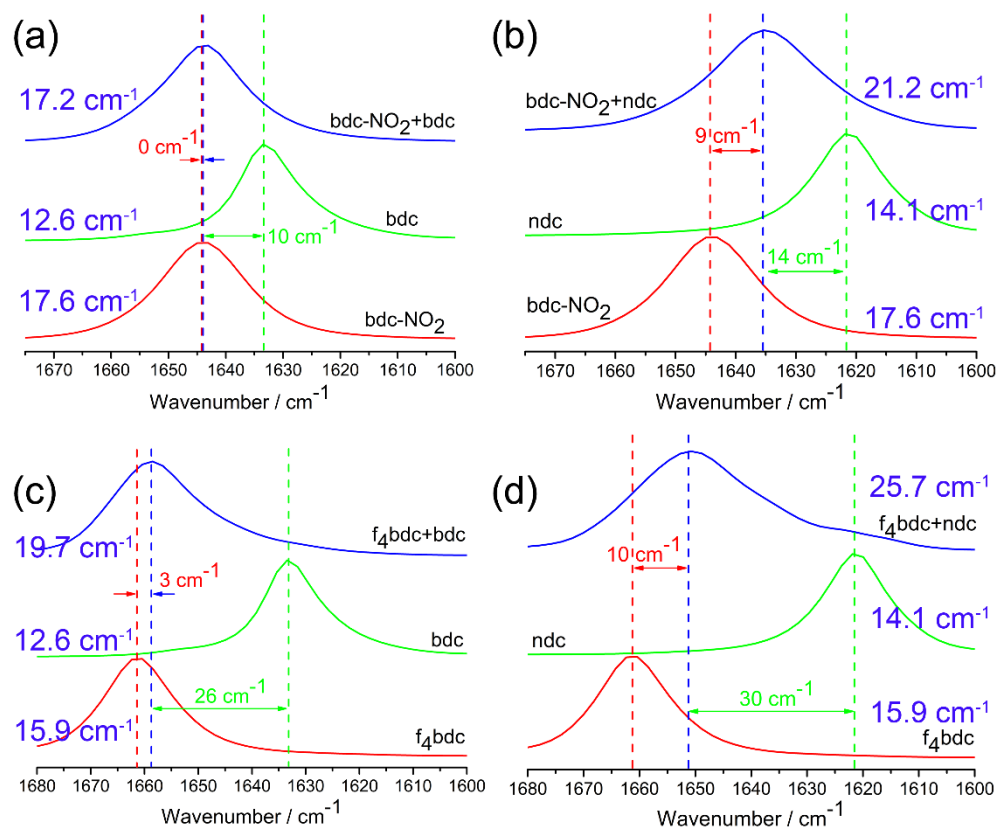 (a)
17.2 cm⁻¹
bdc-NO₂+bdc
0 cm⁻¹
12.6 cm⁻¹
bdc
10 cm⁻¹
17.6 cm⁻¹
bdc-NO₂
1670 1660 1650 1640 1630 1620 1610 1600
Wavenumber / cm⁻¹
(b)
21.2 cm⁻¹
bdc-NO₂+ndc
9 cm⁻¹
ndc
14.1 cm⁻¹
14 cm⁻¹
bdc-NO₂
17.6 cm⁻¹
1670 1660 1650 1640 1630 1620 1610 1600
Wavenumber / cm⁻¹
(c)
f₄bdc+bdc
19.7 cm⁻¹
3 cm⁻¹
12.6 cm⁻¹
bdc
26 cm⁻¹
15.9 cm⁻¹
f₄bdc
1680 1670 1660 1650 1640 1630 1620 1610 1600
Wavenumber / cm⁻¹
(d)
25.7 cm⁻¹
f₄bdc+ndc
10 cm⁻¹
14.1 cm⁻¹
ndc
30 cm⁻¹
15.9 cm⁻¹
f₄bdc
1680 1670 1660 1650 1640 1630 1620 1610 1600
Wavenumber / cm⁻¹